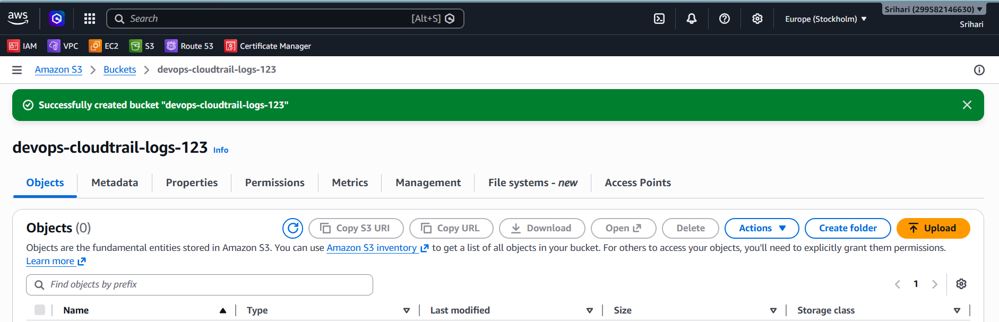 aws
Search [Alt+S]
Europe (Stockholm) ▼
Srihari (299582146630) ▼
Srihari
IAM VPC EC2 S3 Route 53 Certificate Manager
Amazon S3 > Buckets > devops-cloudtrail-logs-123
Successfully created bucket "devops-cloudtrail-logs-123"
devops-cloudtrail-logs-123 Info
Objects Metadata Properties Permissions Metrics Management File systems - new Access Points
Objects (0) Copy S3 URI Copy URL Download Open Delete Actions ▼ Create folder Upload
Objects are the fundamental entities stored in Amazon S3. You can use Amazon S3 inventory to get a list of all objects in your bucket. For others to access your objects, you'll need to explicitly grant them permissions.
Learn more
Find objects by prefix
< 1 >
Name Type Last modified Size Storage class